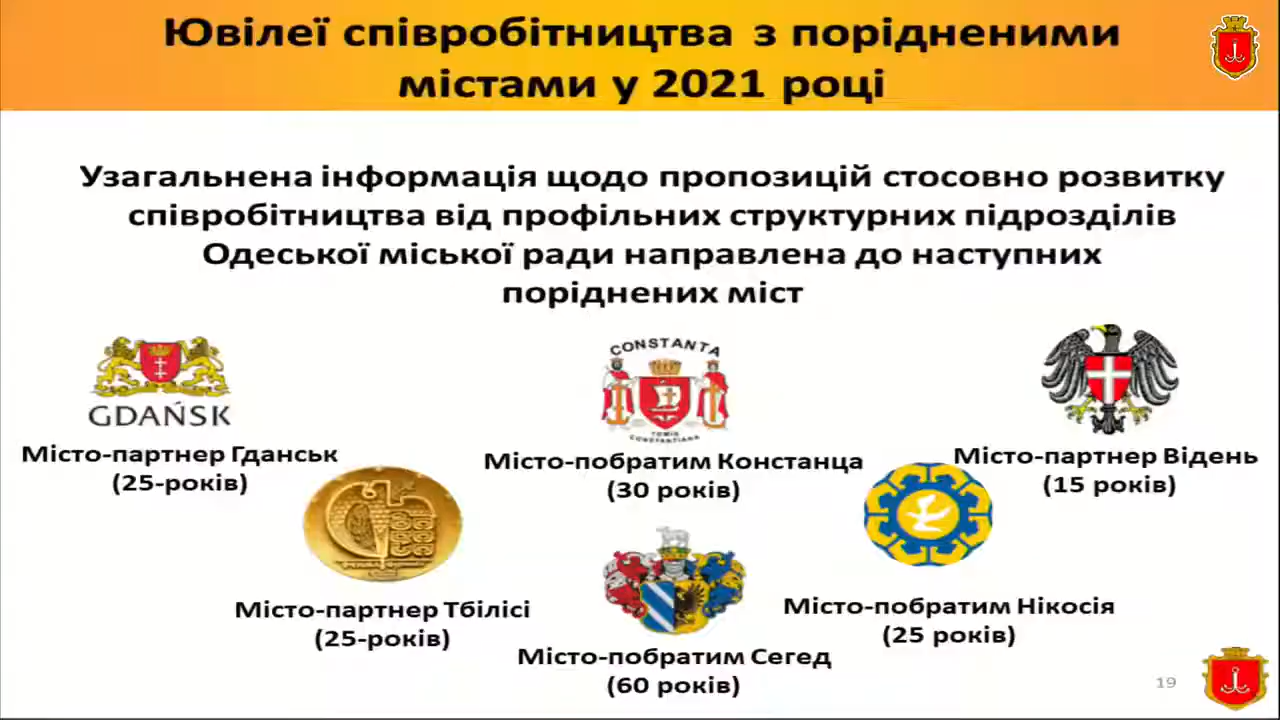 Ювілеї співробітництва з порідненими
містами у 2021 році
Узагальнена інформація щодо пропозицій стосовно розвитку
співробітництва від профільних структурних підрозділів
Одеської міської ради направлена до наступних
поріднених міст
GDAŃSK
Місто-партнер Гданськ
(25-років)
CONSTANTA
TOMIS
CONSTANTIANA
Місто-побратим Констанца
(30 років)
Місто-партнер Відень
(15 років)
Місто-партнер Тбілісі
(25-років)
Місто-побратим Сегед
(60 років)
Місто-побратим Нікосія
(25 років)
19